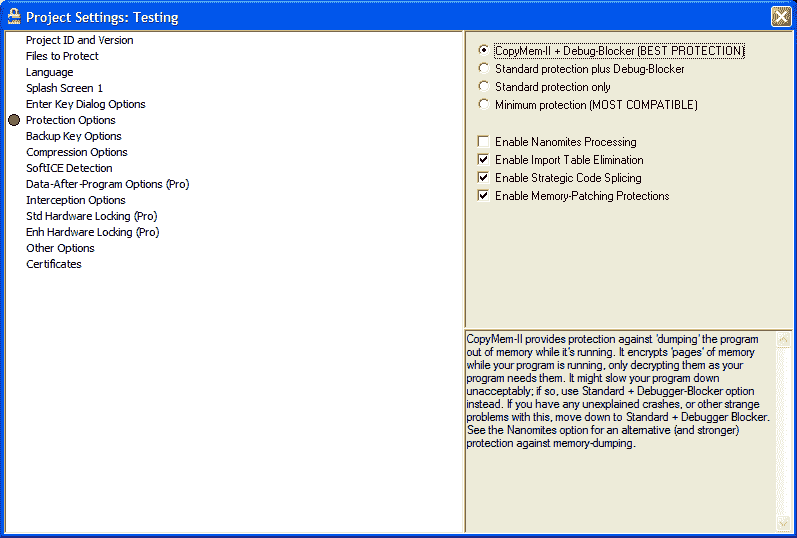 Project Settings: Testing
Project ID and Version
Files to Protect
Language
Splash Screen 1
Enter Key Dialog Options
Protection Options
Backup Key Options
Compression Options
SoftICE Detection
Data-After-Program Options (Pro)
Interception Options
Std Hardware Locking (Pro)
Enh Hardware Locking (Pro)
Other Options
Certificates
CopyMem-II + Debug-Blocker (BEST PROTECTION)
Standard protection plus Debug-Blocker
Standard protection only
Minimum protection (MOST COMPATIBLE)
Enable Nanomites Processing
Enable Import Table Elimination
Enable Strategic Code Splicing
Enable Memory-Patching Protections
CopyMem-II provides protection against 'dumping' the program
out of memory while it's running. It encrypts 'pages' of memory
while your program is running, only decrypting them as your
program needs them. It might slow your program down
unacceptably; if so, use Standard + Debugger-Blocker option
instead. If you have any unexplained crashes, or other strange
problems with this, move down to Standard + Debugger Blocker.
See the Nanomites option for an alternative (and stronger)
protection against memory-dumping.